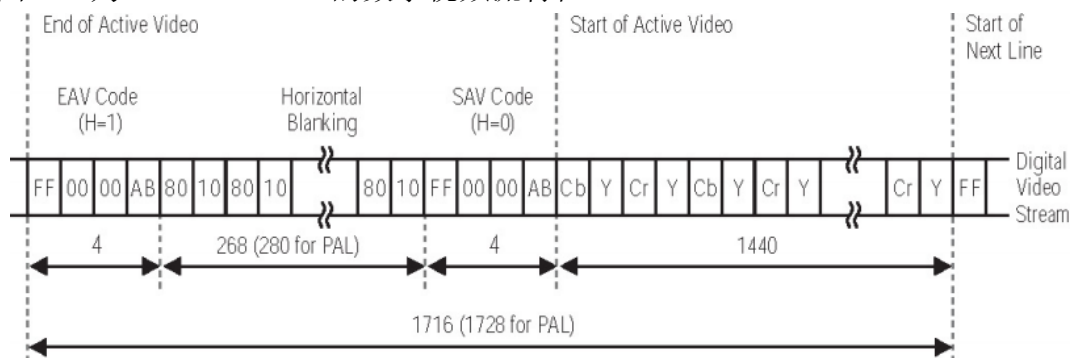 End of Active Video
Start of Active Video
Start of
Next Line
EAV Code
(H=1)
Horizontal
Blanking
SAV Code
(H=0)
FF 00 00 AB 80 10 80 10 80 10 FF 00 00 AB Cb Y Cr Y Cb Y Cr Y Cr Y FF
Digital
Video
Stream
4
268 (280 for PAL)
4
1440
1716 (1728 for PAL)